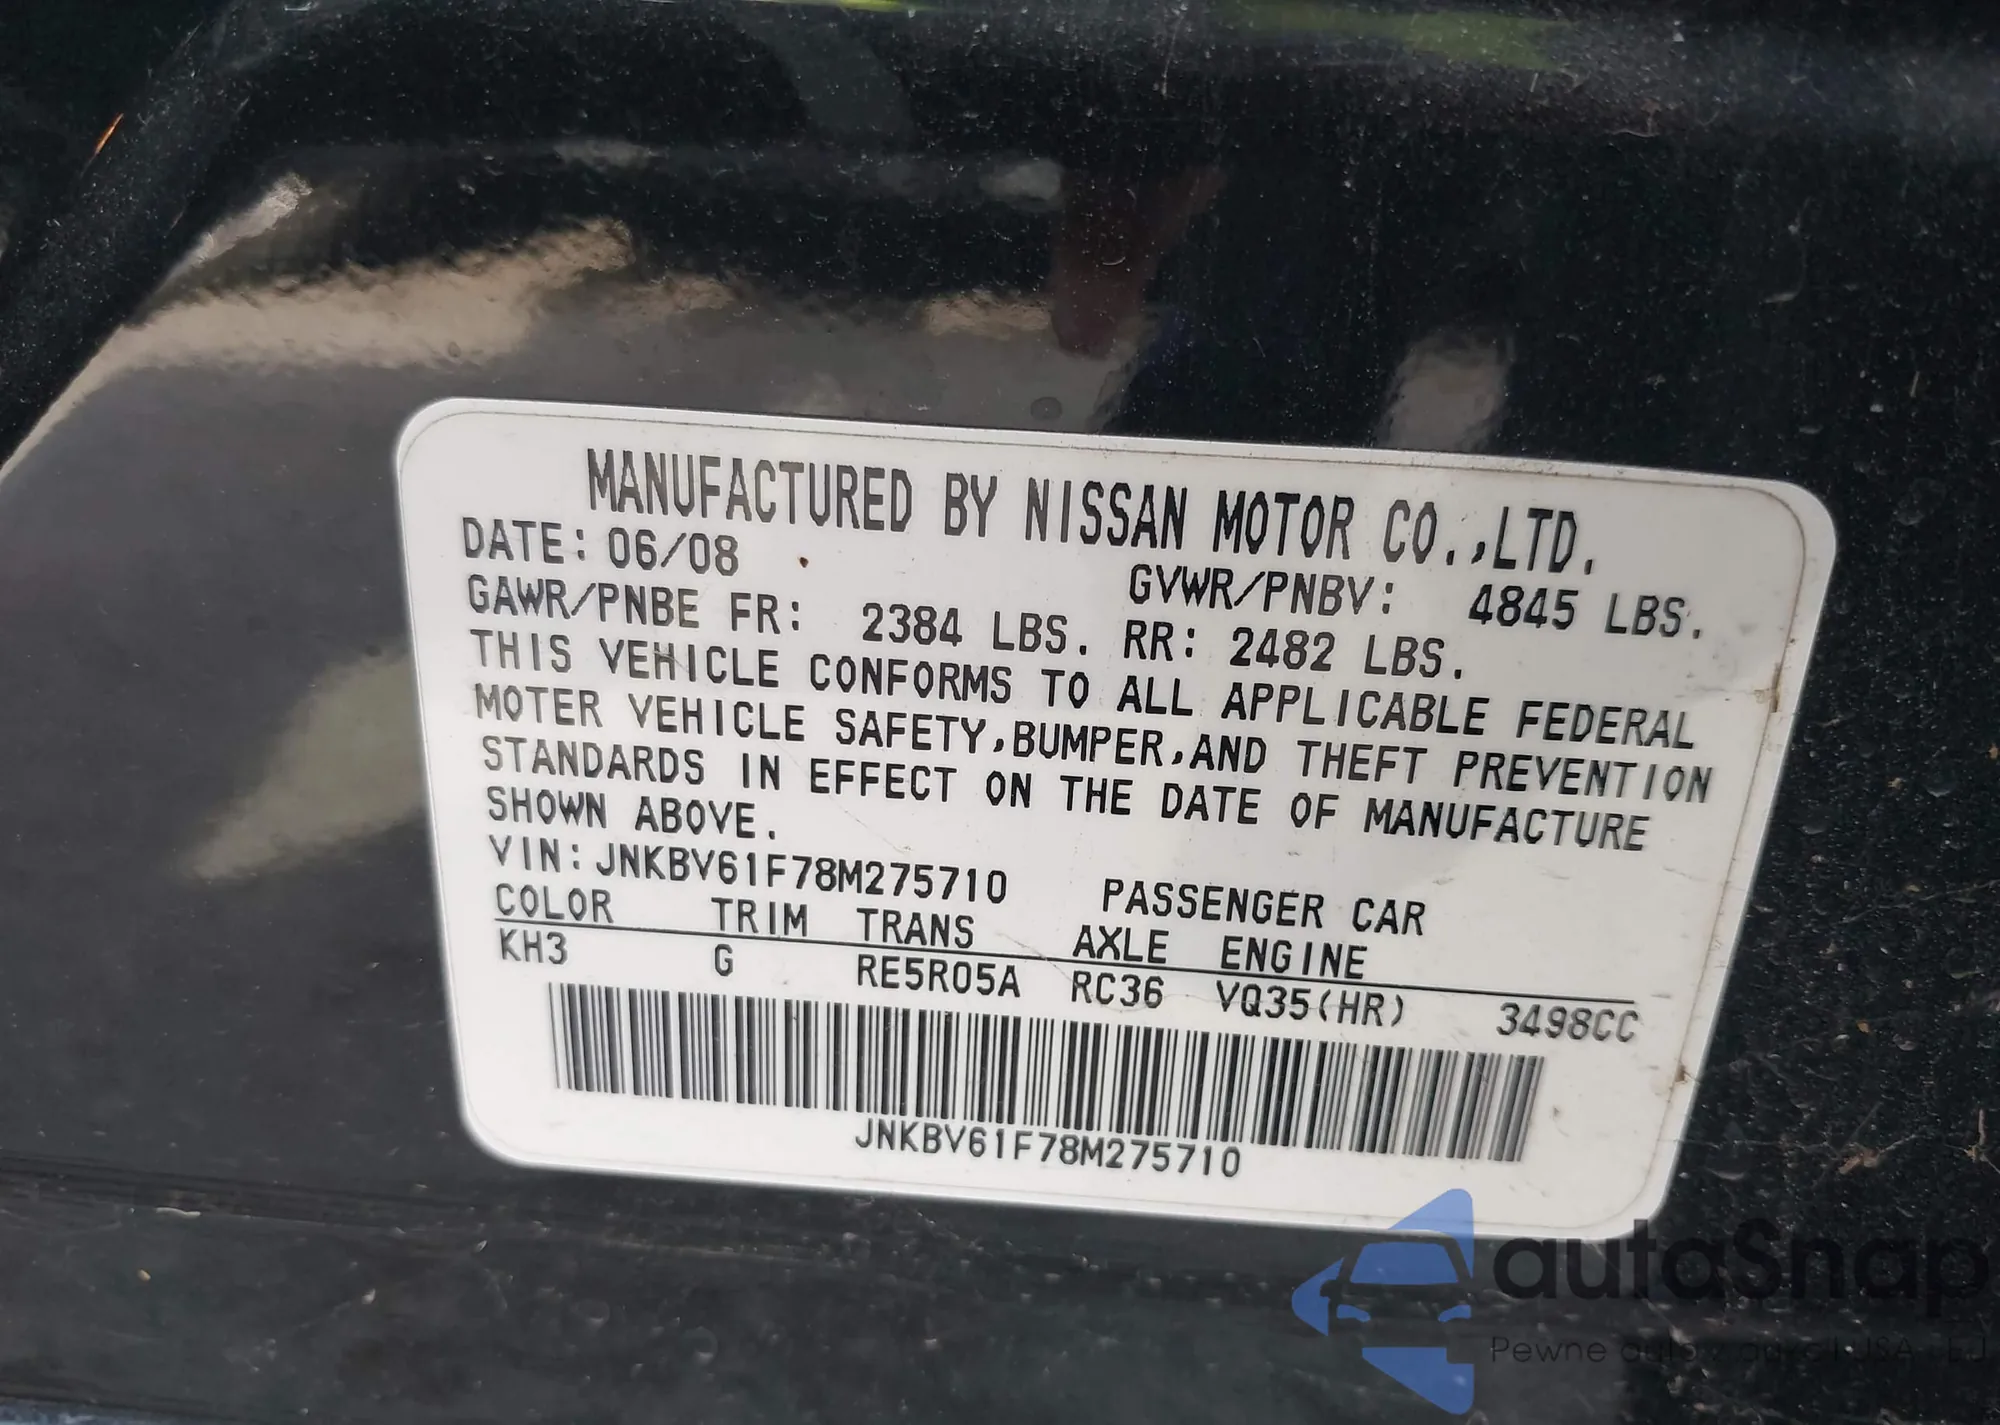 MANUFACTURED BY NISSAN MOTOR CO.,LTD.
DATE: 06/08 GVWR/PNBV: 4845 LBS.
GAWR/PNBE FR: 2384 LBS. RR: 2482 LBS.
THIS VEHICLE CONFORMS TO ALL APPLICABLE FEDERAL
MOTER VEHICLE SAFETY,BUMPER,AND THEFT PREVENTION
STANDARDS IN EFFECT ON THE DATE OF MANUFACTURE
SHOWN ABOVE.
VIN: JNKBV61F78M275710 PASSENGER CAR
COLOR TRIM TRANS AXLE ENGINE
KH3 G RE5R05A RC36 VQ35(HR) 3498CC
JNKBV61F78M275710
autoSnap
Pewne auto z USA